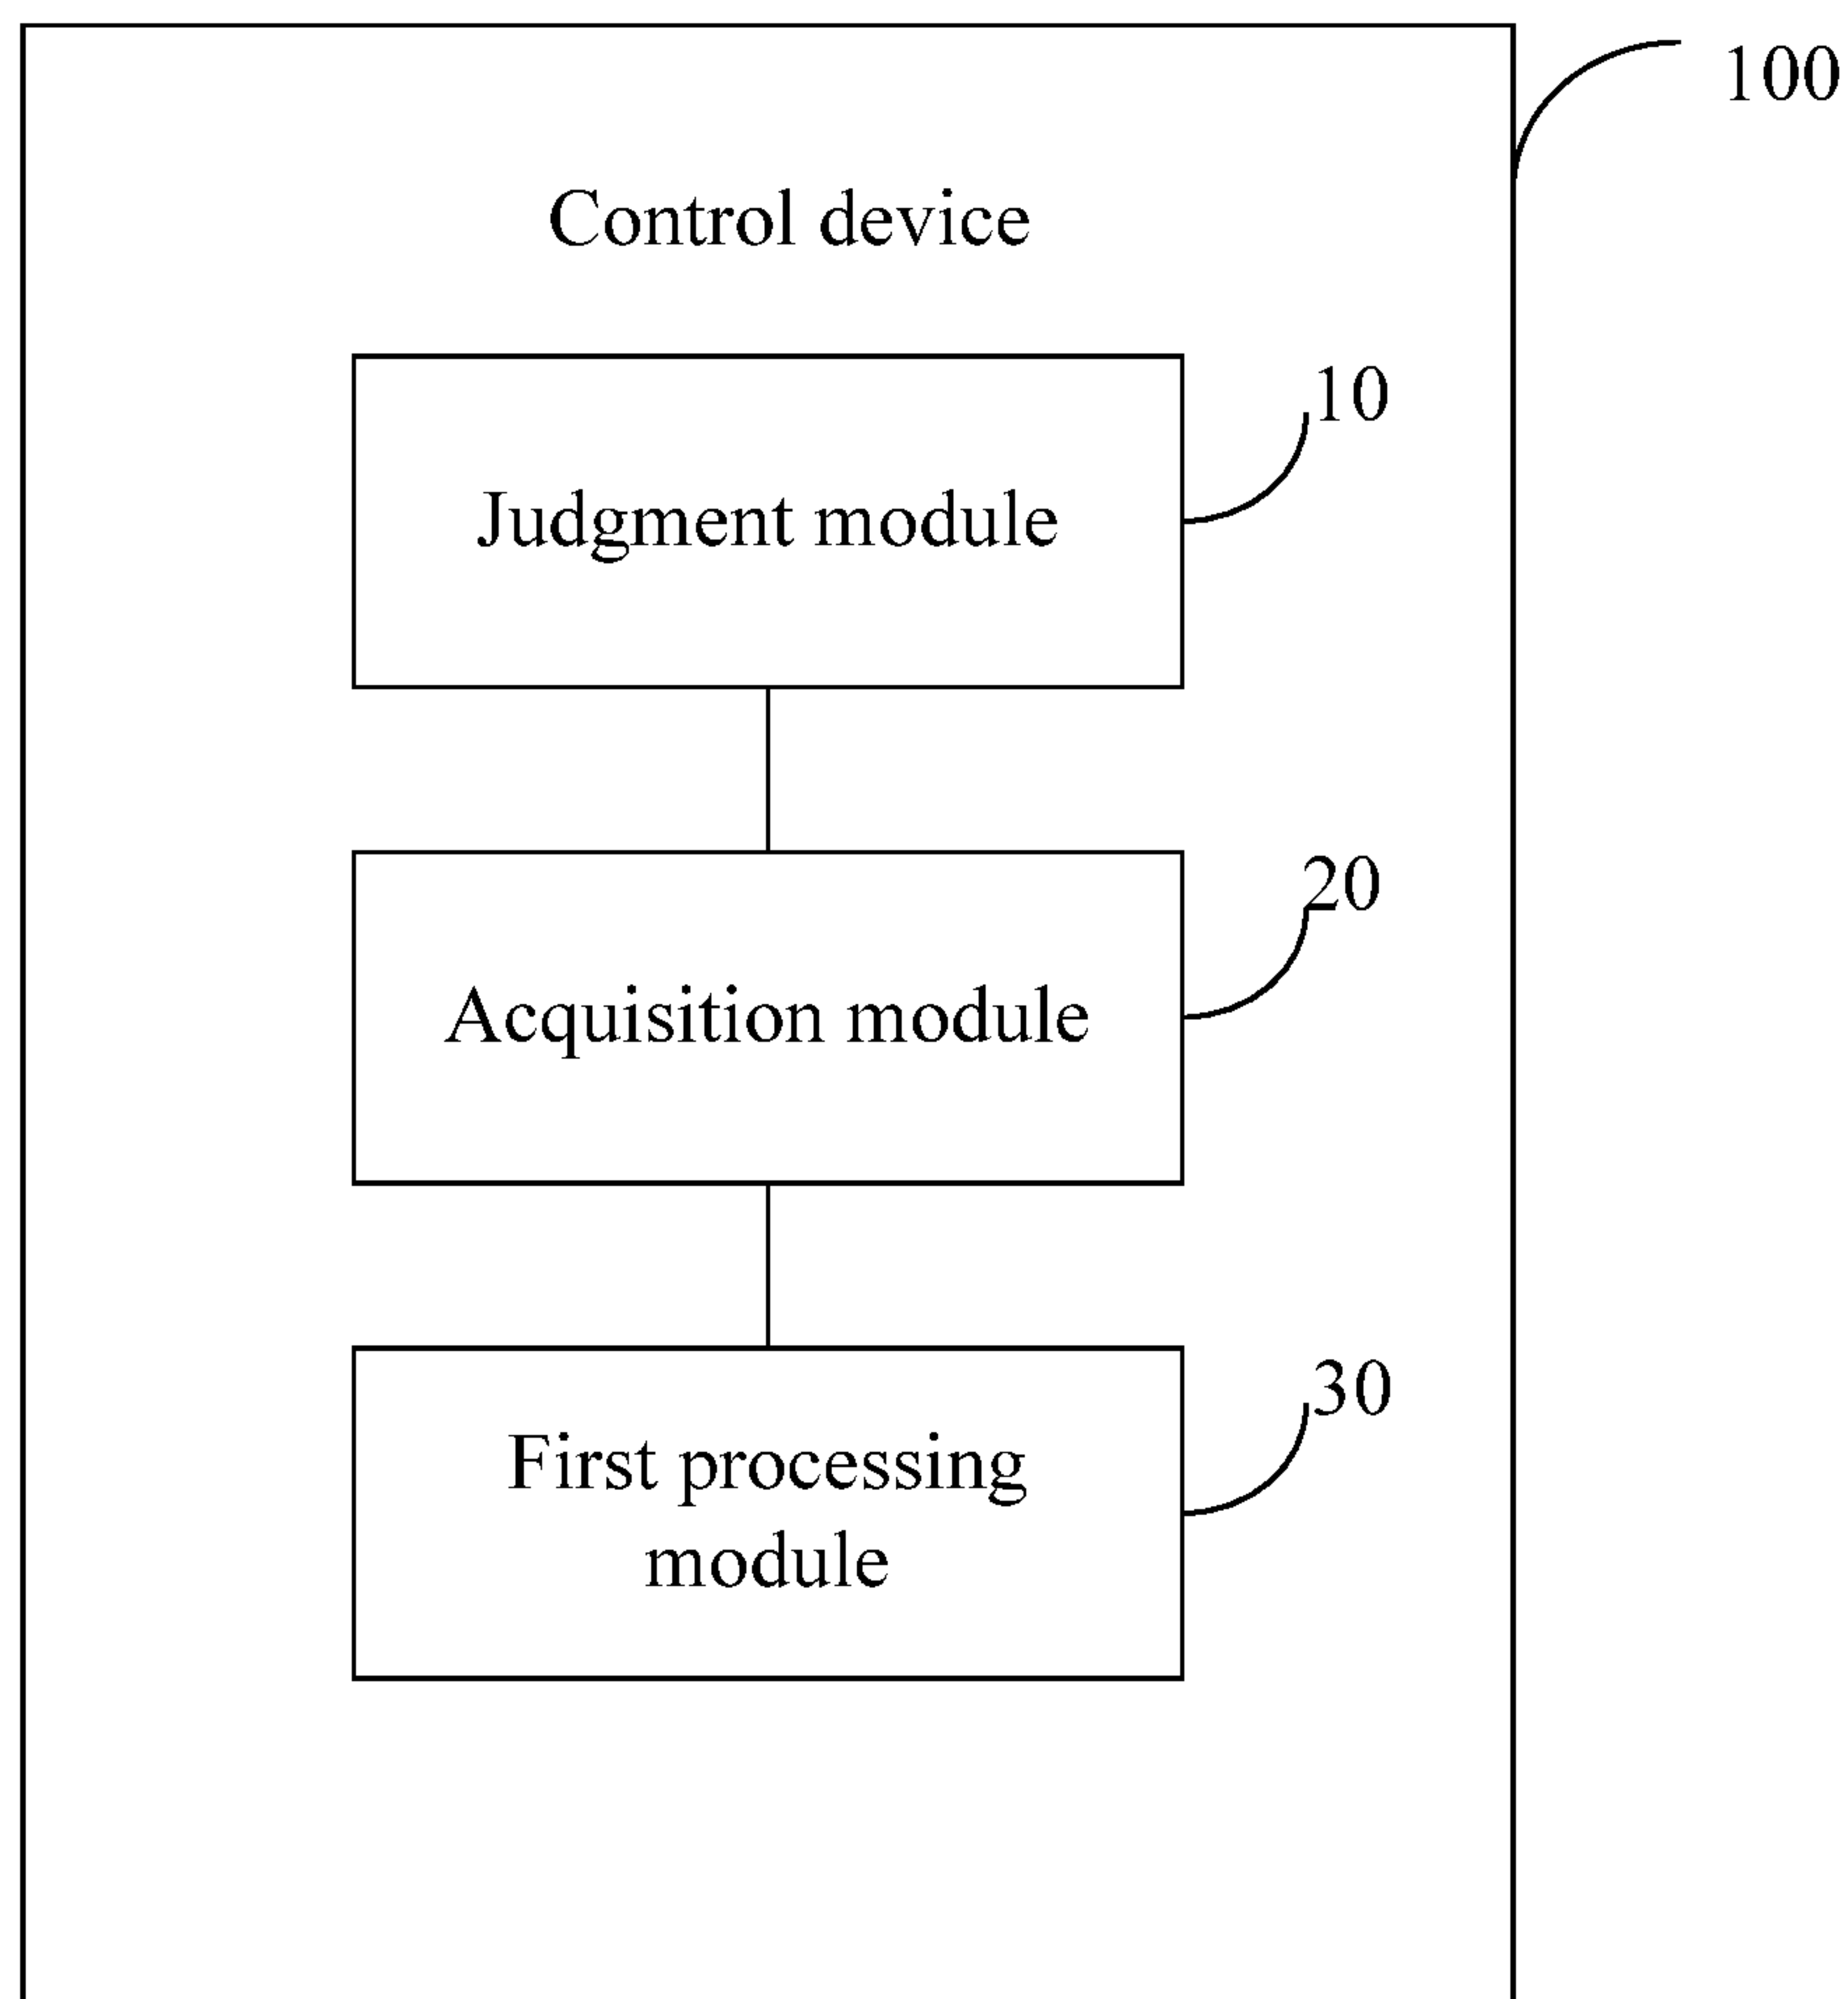 100
Control device
10
Judgment module
20
Acquisition module
30
First processing
module